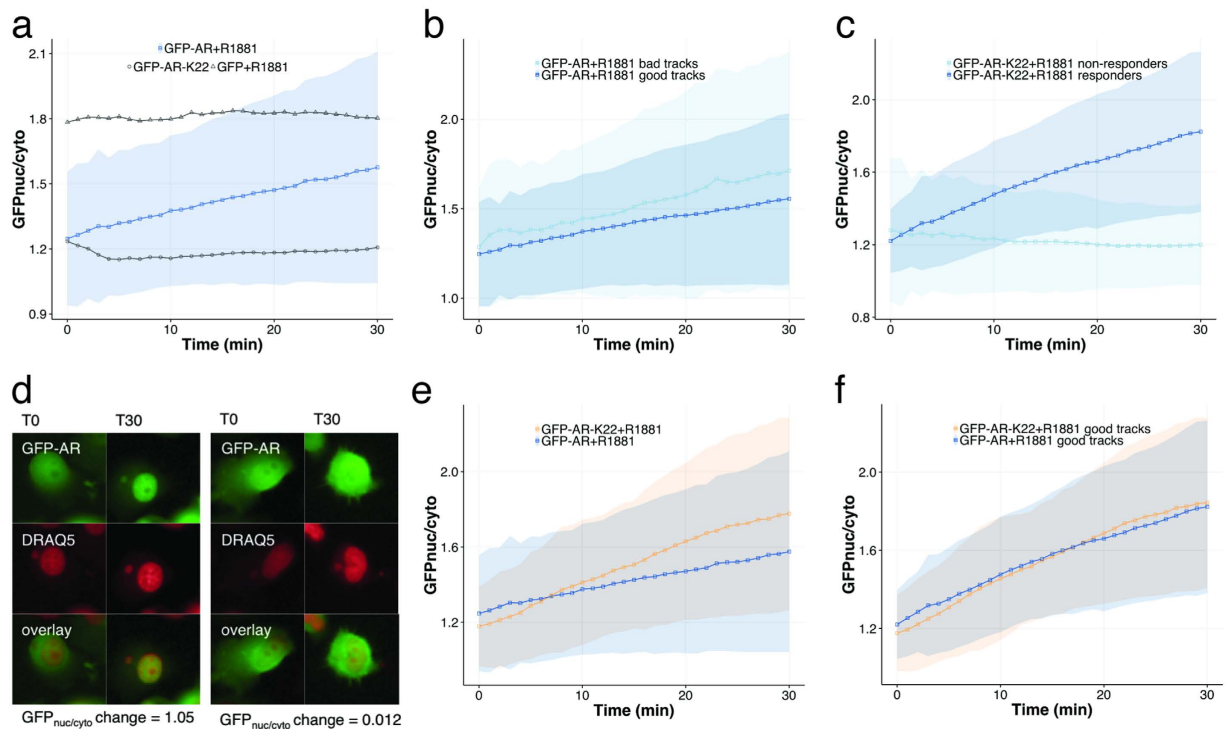 a
GFP-AR+R1881
GFP-AR-K22 GFP+R1881
2.1
1.8
1.5
1.2
0.9
GFPnuc/cyto
0 10 20 30
Time (min)
b
GFP-AR+R1881 bad tracks
GFP-AR+R1881 good tracks
2.0
1.5
1.0
GFPnuc/cyto
0 10 20 30
Time (min)
c
GFP-AR-K22+R1881 non-responders
GFP-AR-K22+R1881 responders
2.0
1.6
1.2
0.8
GFPnuc/cyto
0 10 20 30
Time (min)
d
T0 T30 T0 T30
GFP-AR GFP-AR
DRAQ5 DRAQ5
overlay overlay
GFPnuc/cyto change = 1.05 GFPnuc/cyto change = 0.012
e
GFP-AR-K22+R1881
GFP-AR+R1881
2.0
1.6
1.2
GFPnuc/cyto
0 10 20 30
Time (min)
f
GFP-AR-K22+R1881 good tracks
GFP-AR+R1881 good tracks
2.0
1.6
1.2
GFPnuc/cyto
0 10 20 30
Time (min)